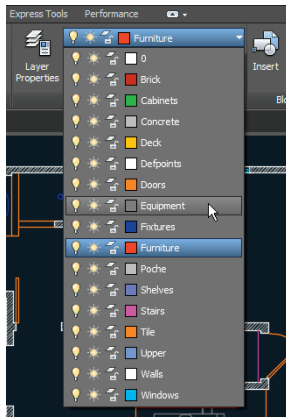 Express Tools Performance
Furniture
Layer
Properties
Insert
0
Brick
Cabinets
Concrete
Deck
Defpoints
Doors
Equipment
Fixtures
Furniture
Poche
Shelves
Stairs
Tile
Upper
Walls
Windows